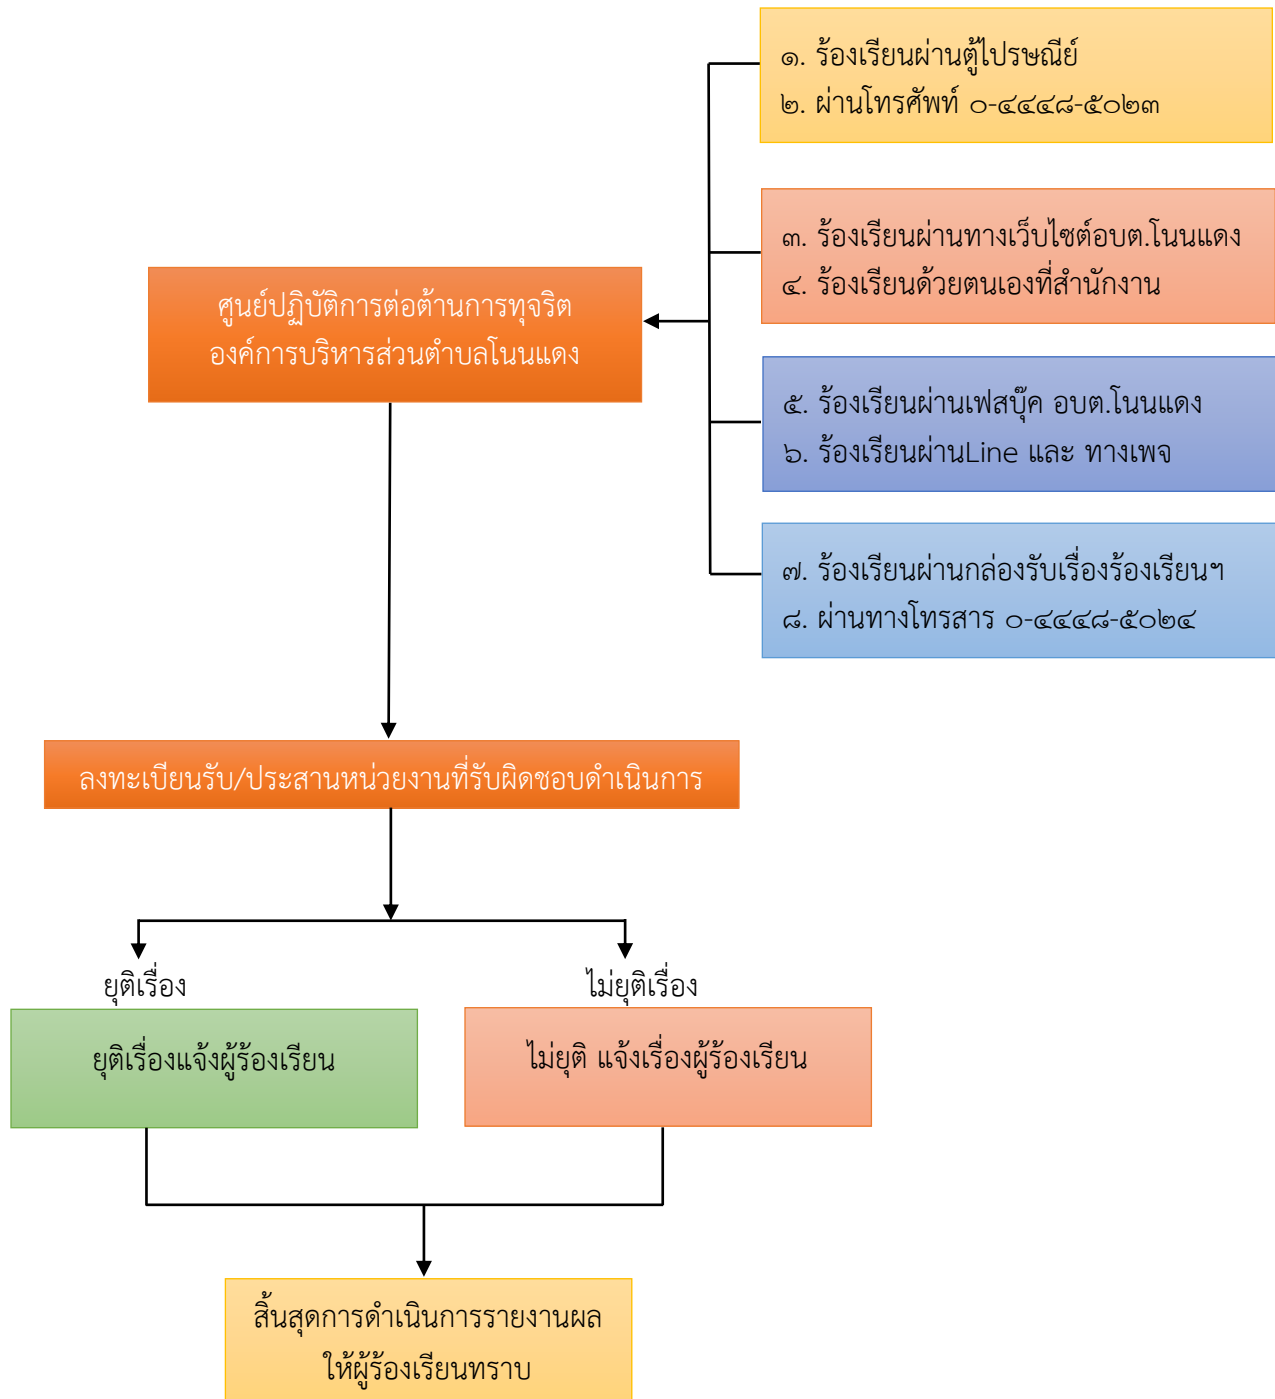 ๑. ร้องเรียนผ่านตู้ไปรษณีย์
๒. ผ่านโทรศัพท์ ๐-๔๔๔๘-๕๐๒๓
๓. ร้องเรียนผ่านทางเว็บไซต์อบต.โนนแดง
๔. ร้องเรียนด้วยตนเองที่สำนักงาน
ศูนย์ปฏิบัติการต่อต้านการทุจริต
องค์การบริหารส่วนตำบลโนนแดง
๕. ร้องเรียนผ่านเฟสบุ๊ค อบต.โนนแดง
๖. ร้องเรียนผ่านLine และ ทางเพจ
๗. ร้องเรียนผ่านกล่องรับเรื่องร้องเรียนฯ
๘. ผ่านทางโทรสาร ๐-๔๔๔๘-๕๐๒๔
ลงทะเบียนรับ/ประสานหน่วยงานที่รับผิดชอบดำเนินการ
ยุติเรื่อง
ไม่ยุติเรื่อง
ยุติเรื่องแจ้งผู้ร้องเรียน
ไม่ยุติ แจ้งเรื่องผู้ร้องเรียน
สิ้นสุดการดำเนินการรายงานผล
ให้ผู้ร้องเรียนทราบ